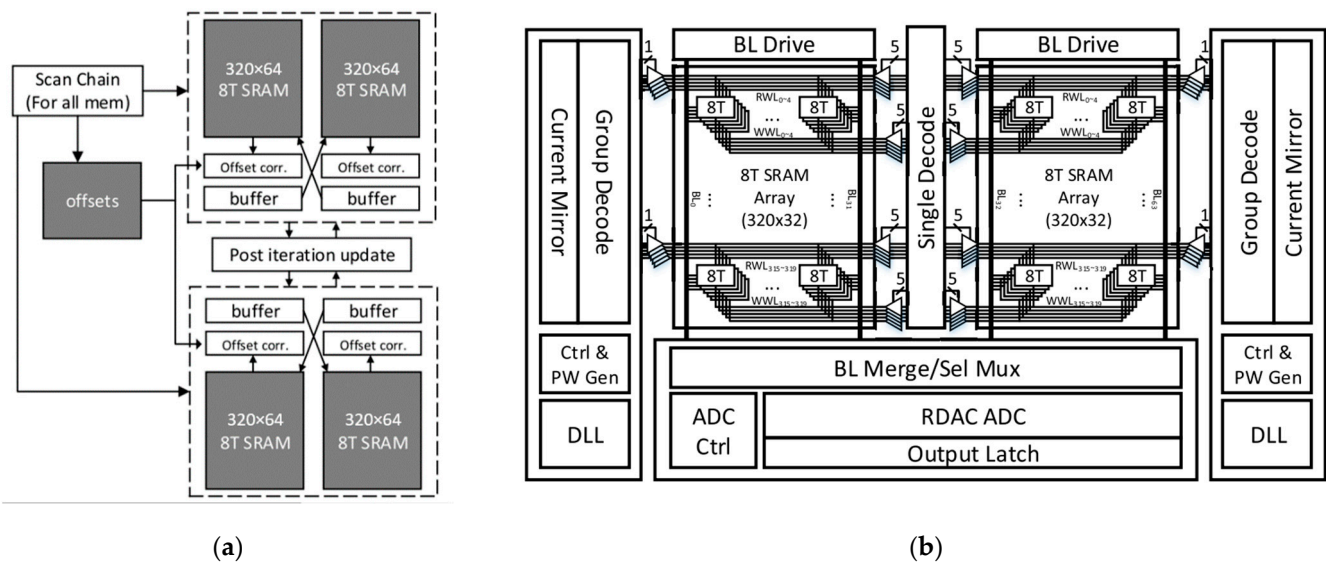 320×64
8T SRAM
320×64
8T SRAM
Scan Chain
(For all mem)
Offset corr.
Offset corr.
offsets
buffer
buffer
Post iteration update
buffer
buffer
Offset corr.
Offset corr.
320×64
8T SRAM
320×64
8T SRAM
(a)
Current Mirror
Group Decode
Ctrl &
PW Gen
DLL
1
1
BL Drive
8T
RWL0~4
...
WWL0~4
8T
8T SRAM
Array
(320x32)
BL0
...
BL31
...
8T
RWL315~319
...
WWL315~319
8T
5
5
5
5
Single Decode
5
5
5
5
BL Drive
8T
RWL0~4
...
WWL0~4
8T
8T SRAM
Array
(320x32)
BL32
...
BL63
...
8T
RWL315~319
...
WWL315~319
8T
1
1
Group Decode
Current Mirror
Ctrl &
PW Gen
DLL
BL Merge/Sel Mux
ADC
Ctrl
RDAC ADC
Output Latch
(b)